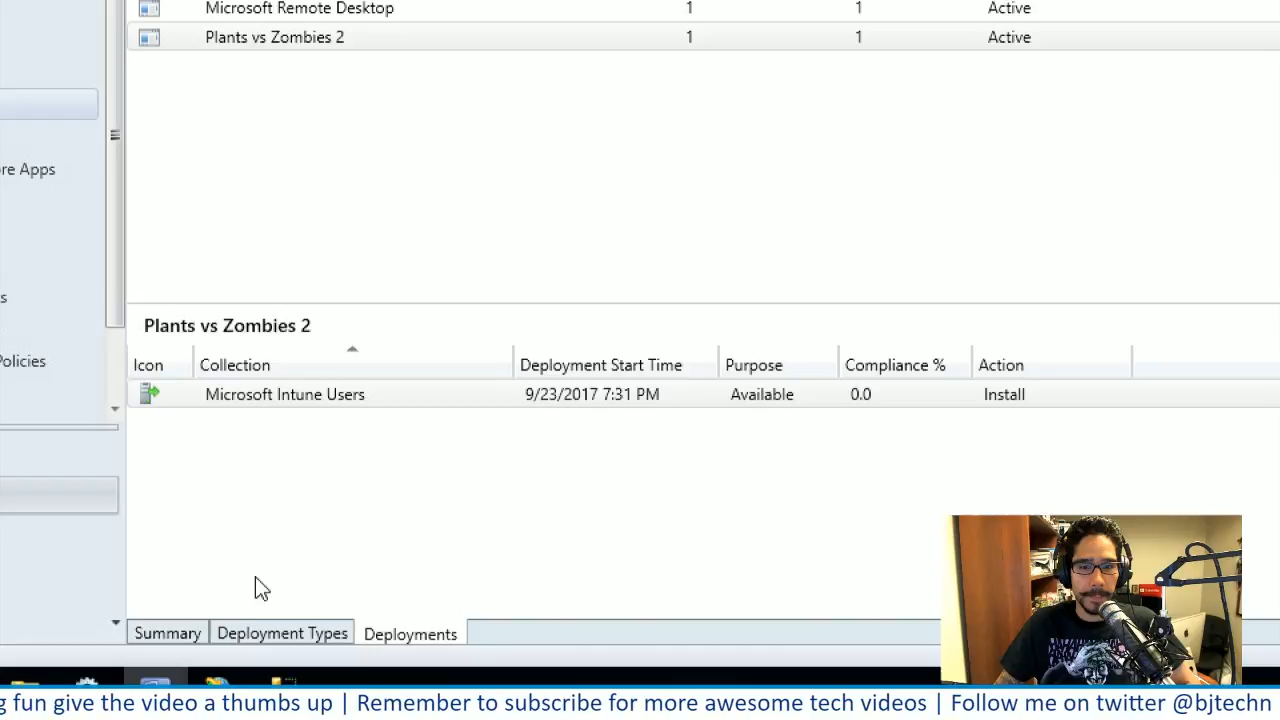 Microsoft Remote Desktop 1 1 Active
Plants vs Zombies 2 1 1 Active
re Apps
s
Policies
Plants vs Zombies 2
Icon Collection Deployment Start Time Purpose Compliance % Action
Microsoft Intune Users 9/23/2017 7:31 PM Available 0.0 Install
Summary Deployment Types Deployments
g fun give the video a thumbs up | Remember to subscribe for more awesome tech videos | Follow me on twitter @bjtechn